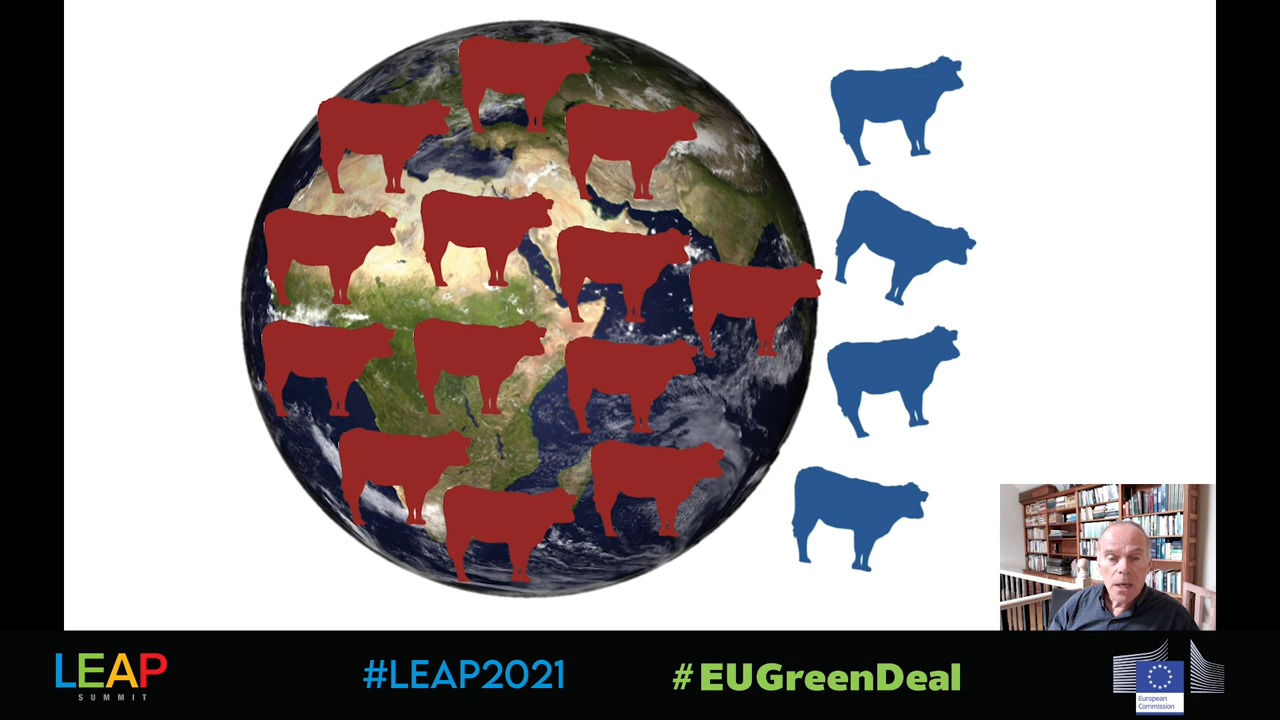 LEAP
SUMMIT
#LEAP2021
#EUGreenDeal
European
Commission